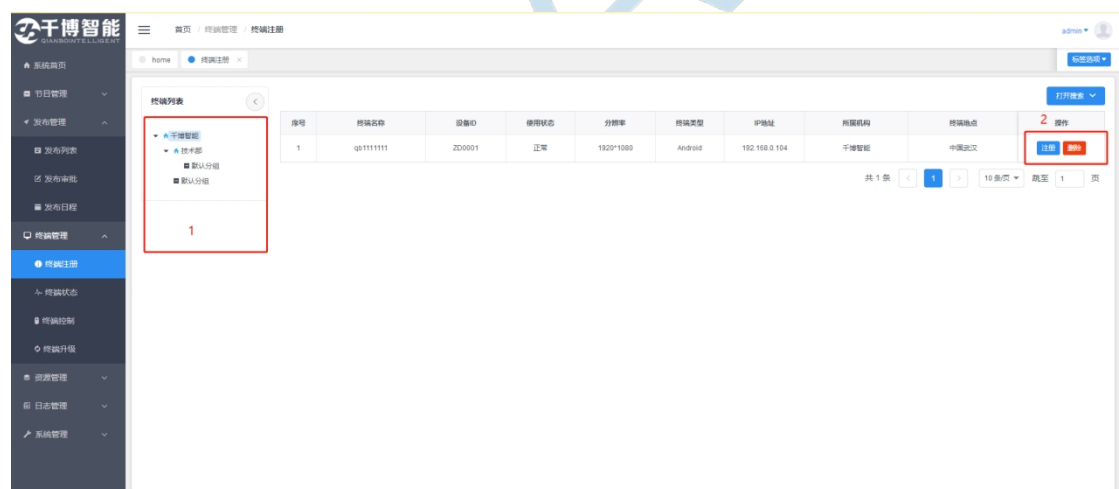 千博智能
QIANBOINTELLIGENT
首页 / 终端管理 / 终端注册
admin
home
终端注册 ×
标签选项
系统首页
节目管理
发布管理
发布列表
发布审批
发布日程
终端管理
终端注册
终端状态
终端控制
终端升级
资源管理
日志管理
系统管理
终端列表
千博智能
技术部
默认分组
默认分组
1
打开搜索
序号 终端名称 设备ID 使用状态 分辨率 终端类型 IP地址 所属机构 终端地点 2 操作
1 qb1111111 ZD0001 正常 1920*1080 Android 192.168.0.104 千博智能 中国武汉 注册 删除
共 1 条 < 1 > 10 条/页 跳至 1 页